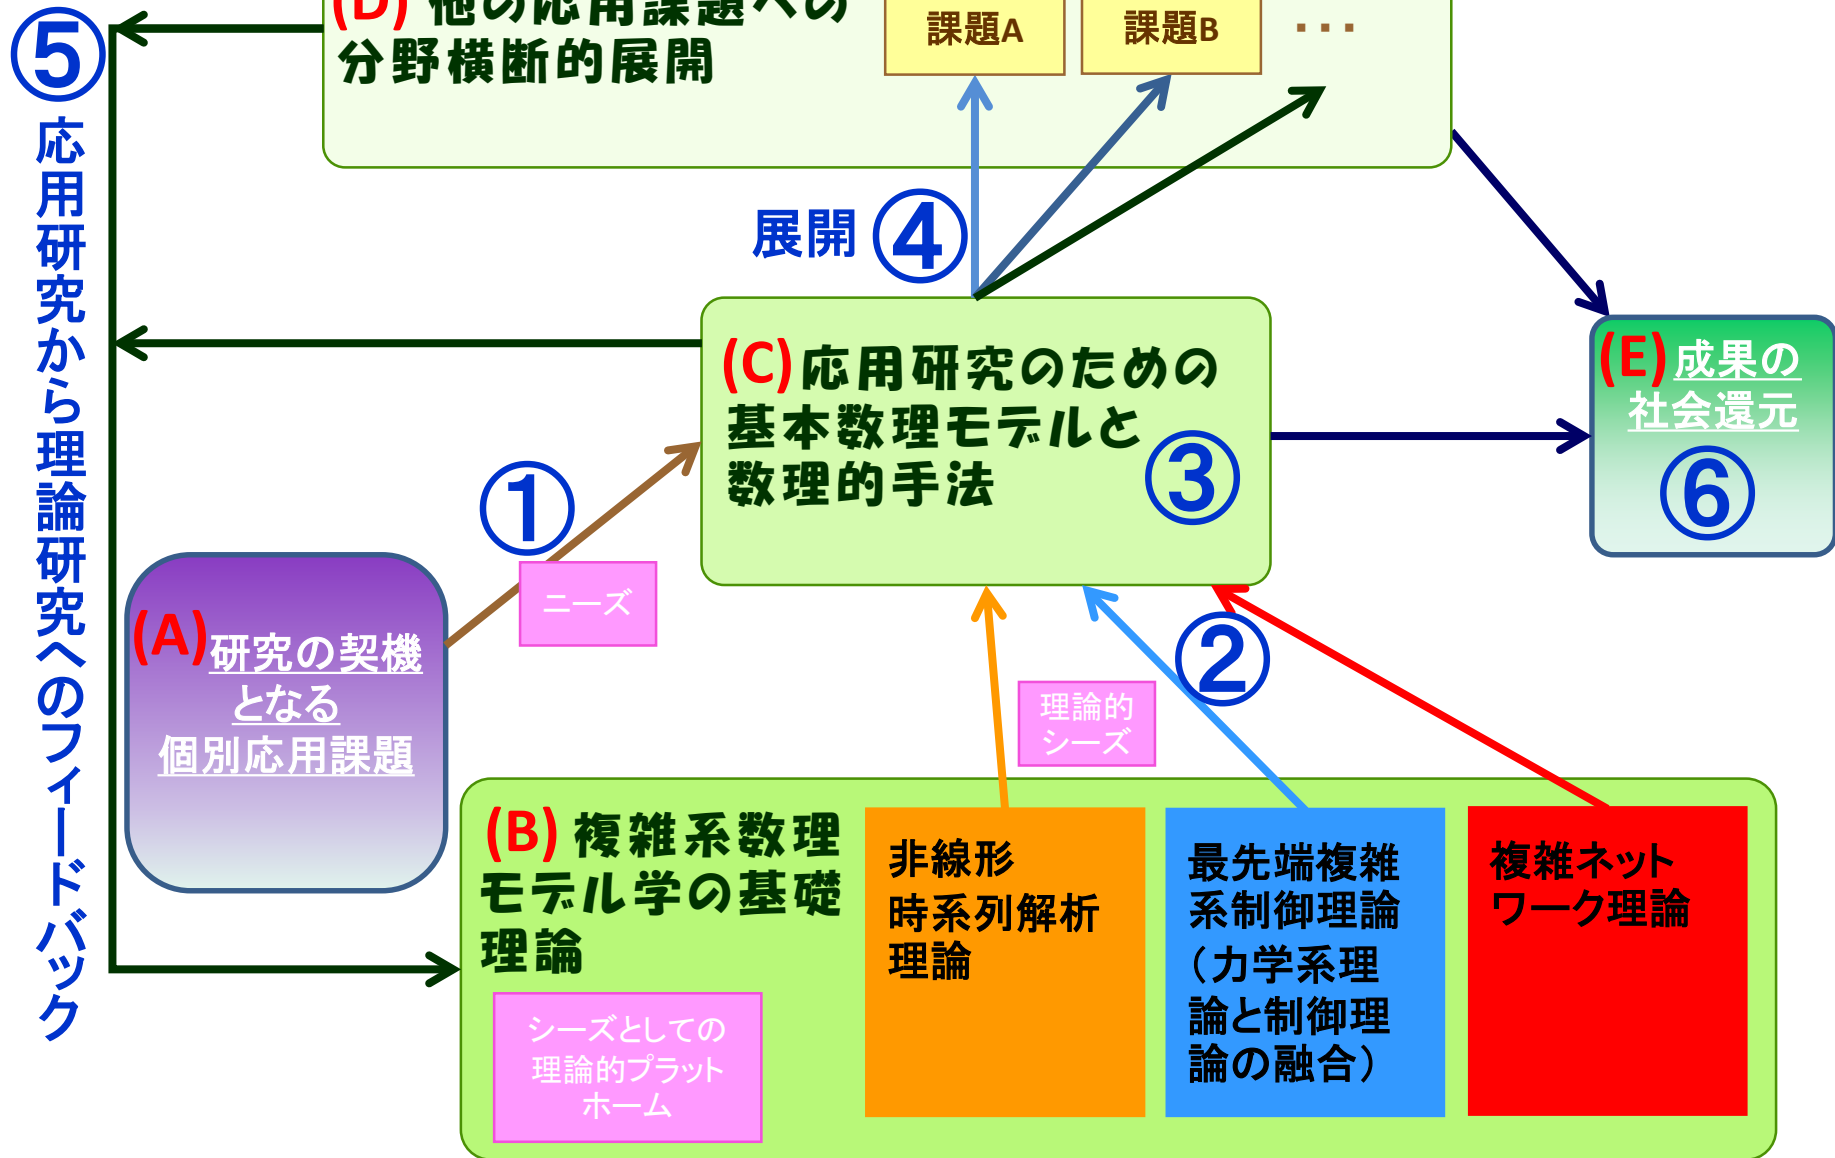 (D) 他の応用課題への
分野横断的展開
課題A
課題B
・・・
⑤
応用研究から理論研究へのフィードバック
展開 ④
(C) 応用研究のための
基本数理モデルと
数理的手法
③
(E) 成果の
社会還元
⑥
①
ニーズ
(A) 研究の契機
となる
個別応用課題
②
理論的
シーズ
(B) 複雑系数理
モデル学の基礎
理論
シーズとしての
理論的プラット
ホーム
非線形
時系列解析
理論
最先端複雑
系制御理論
（力学系理
論と制御理
論の融合）
複雑ネット
ワーク理論